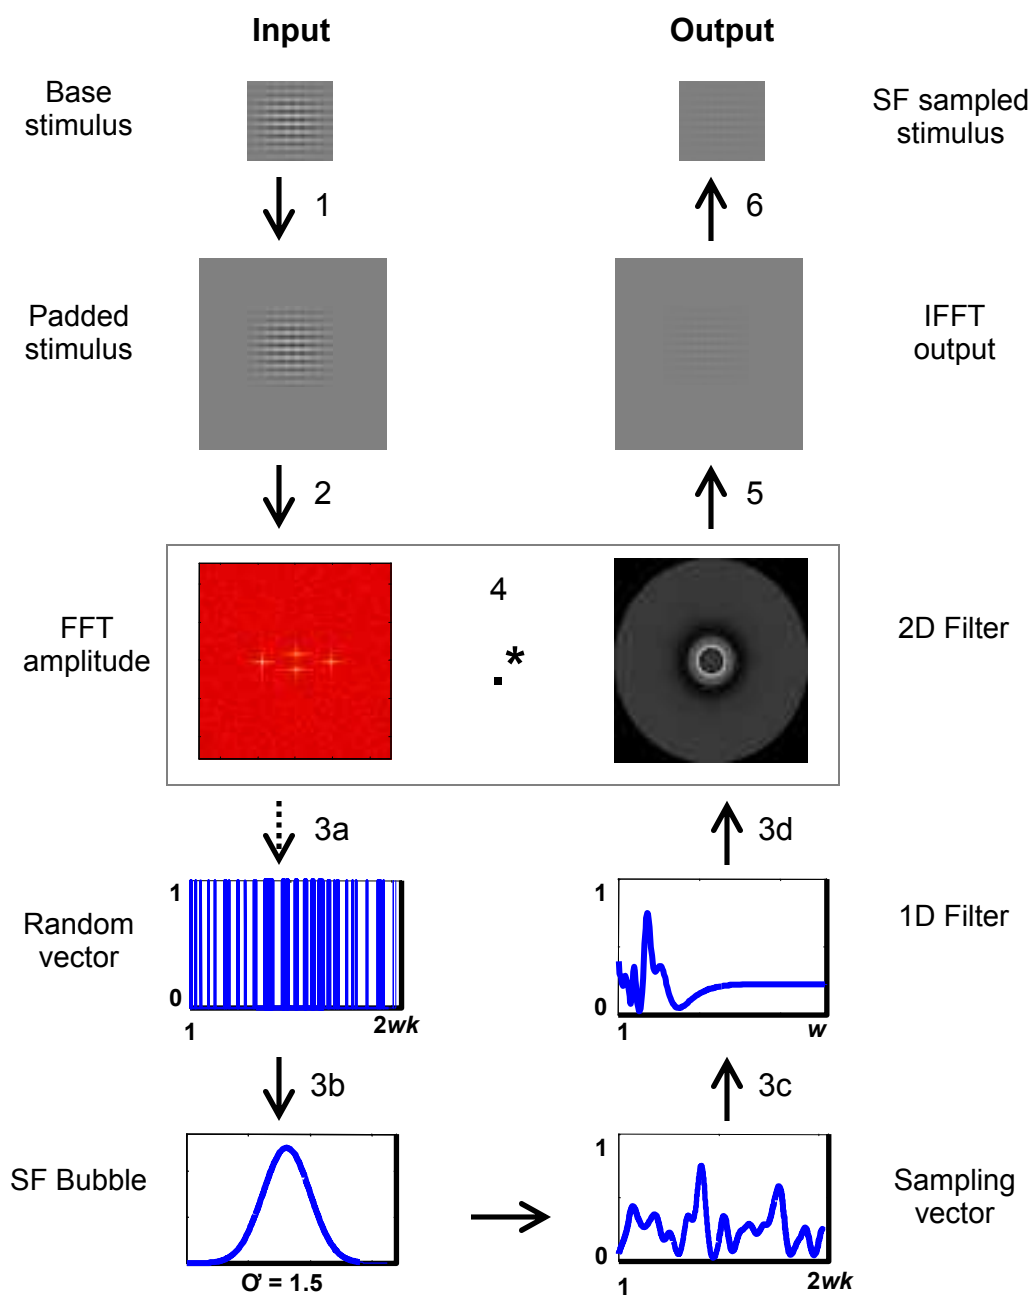 Input
Output
Base
stimulus
SF sampled
stimulus
1
6
Padded
stimulus
IFFT
output
2
5
FFT
amplitude
4
.*
2D Filter
3a
3d
Random
vector
1
0
1
2wk
1
0
1
w
1D Filter
3b
3c
SF Bubble
σ = 1.5
1
0
1
2wk
Sampling
vector